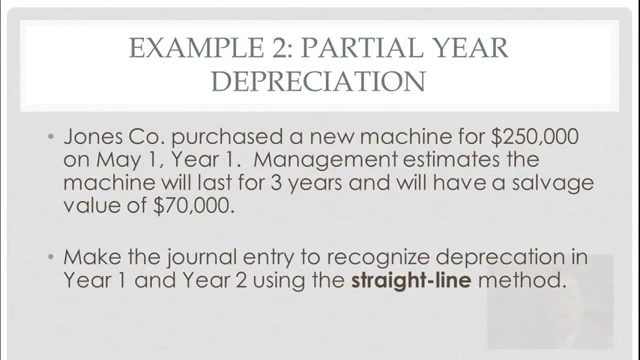 EXAMPLE 2: PARTIAL YEAR
DEPRECIATION
• Jones Co. purchased a new machine for $250,000
on May 1, Year 1.  Management estimates the
machine will last for 3 years and will have a salvage
value of $70,000.
• Make the journal entry to recognize deprecation in
Year 1 and Year 2 using the straight-line method.